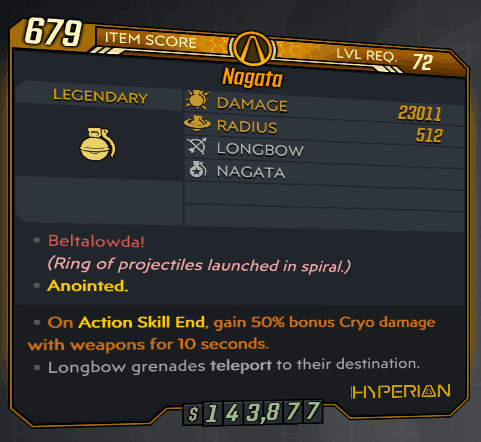 679 ITEM SCORE LVL REQ. 72
Nagata
LEGENDARY
DAMAGE 23011
RADIUS 512
LONGBOW
NAGATA
Beltalowda!
(Ring of projectiles launched in spiral.)
Anointed.
On Action Skill End, gain 50% bonus Cryo damage
with weapons for 10 seconds.
Longbow grenades teleport to their destination.
HYPERION
$143,877